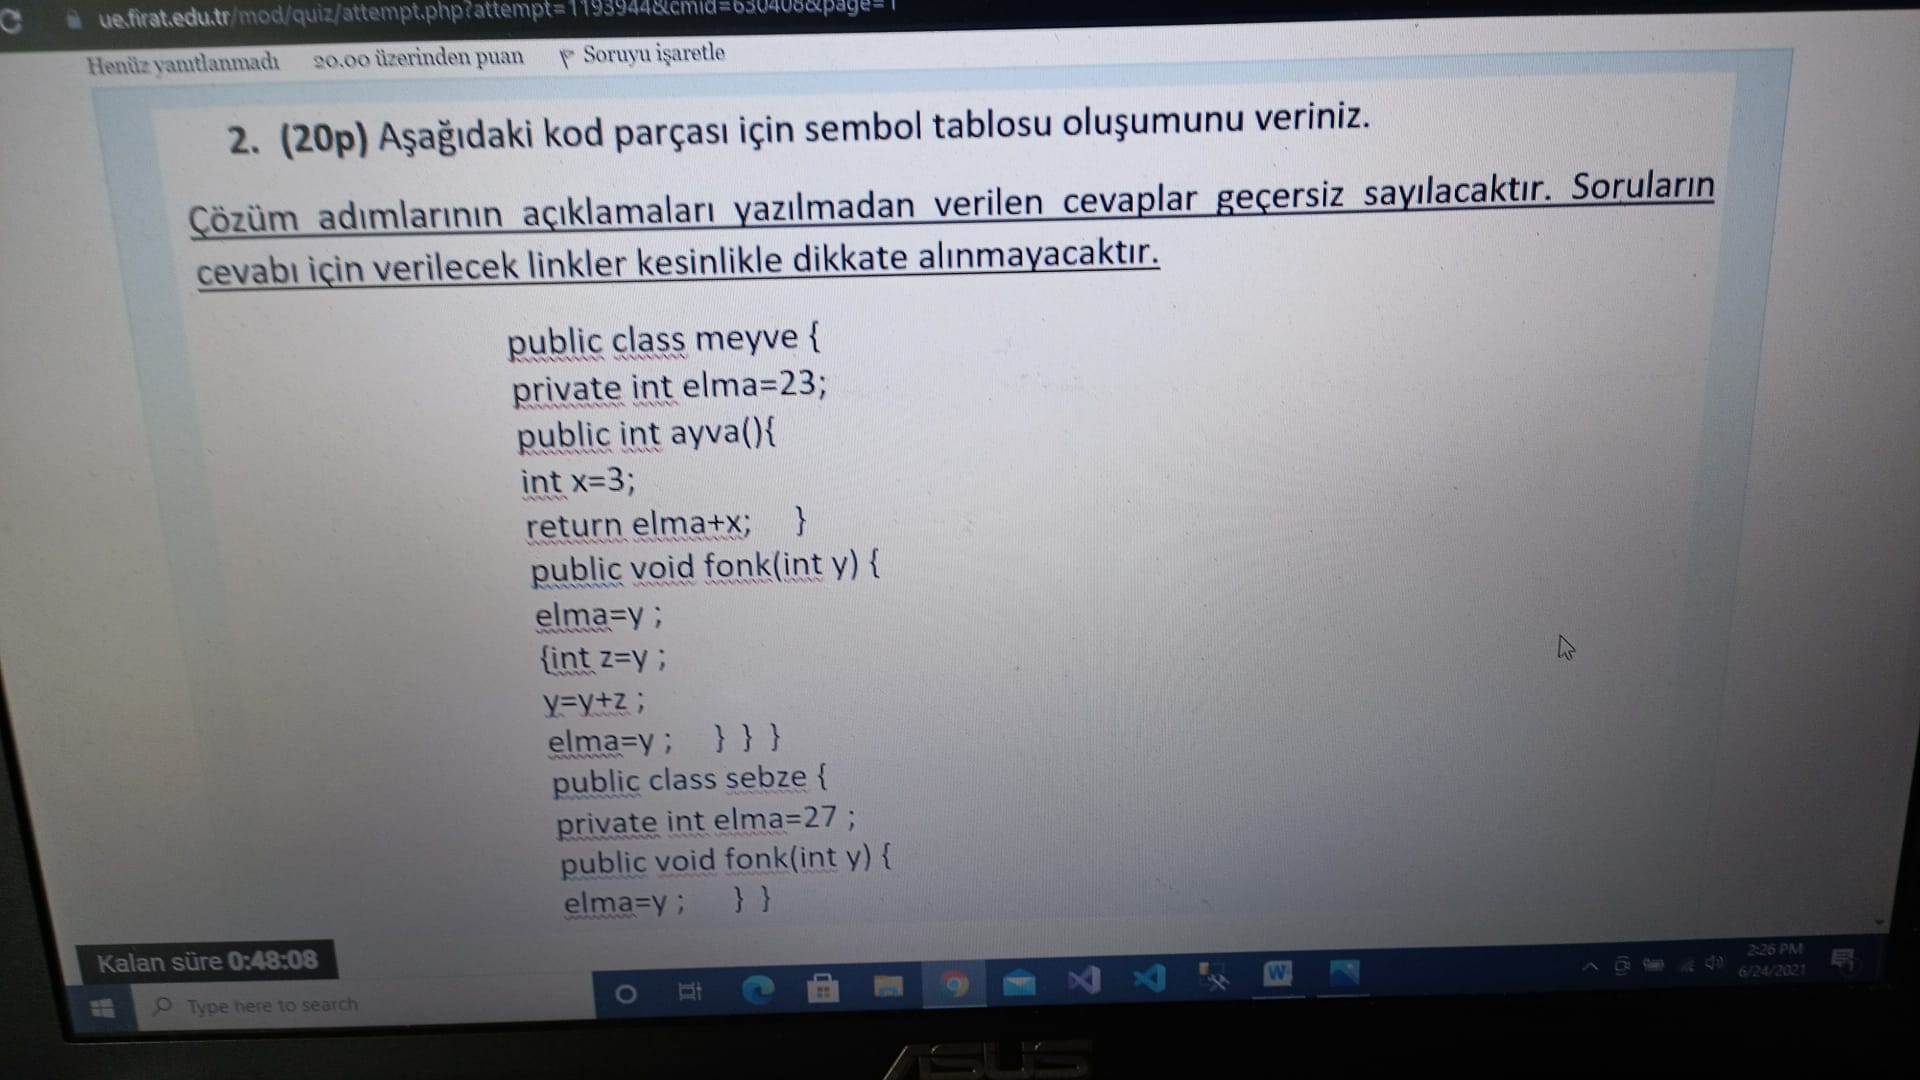 ue.firat.edu.tr/mod/quiz/attempt.php?attempt=1193944&cmid=630408&page=1
Henüz yanıtlanmadı 20.00 üzerinden puan Soruyu işaretle
2. (20p) Aşağıdaki kod parçası için sembol tablosu oluşumunu veriniz.
Çözüm adımlarının açıklamaları yazılmadan verilen cevaplar geçersiz sayılacaktır. Soruların
cevabı için verilecek linkler kesinlikle dikkate alınmayacaktır.
public class meyve {
private int elma=23;
public int ayva(){
int x=3;
return elma+x; }
public void fonk(int y) {
elma=y ;
{int z=y ;
y=y+z ;
elma=y ; } } }
public class sebze {
private int elma=27 ;
public void fonk(int y) {
elma=y ; } }
Kalan süre 0:48:08
Type here to search
W
2:26 PM
6/24/2021
1
ASUS